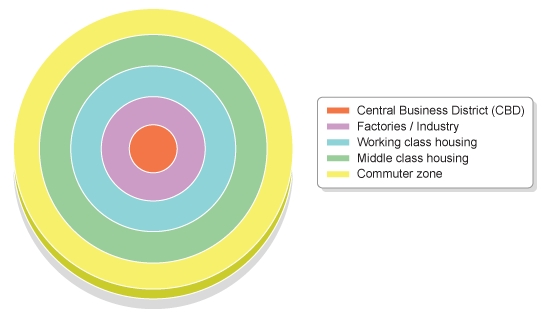 Central Business District (CBD)
Factories / Industry
Working class housing
Middle class housing
Commuter zone